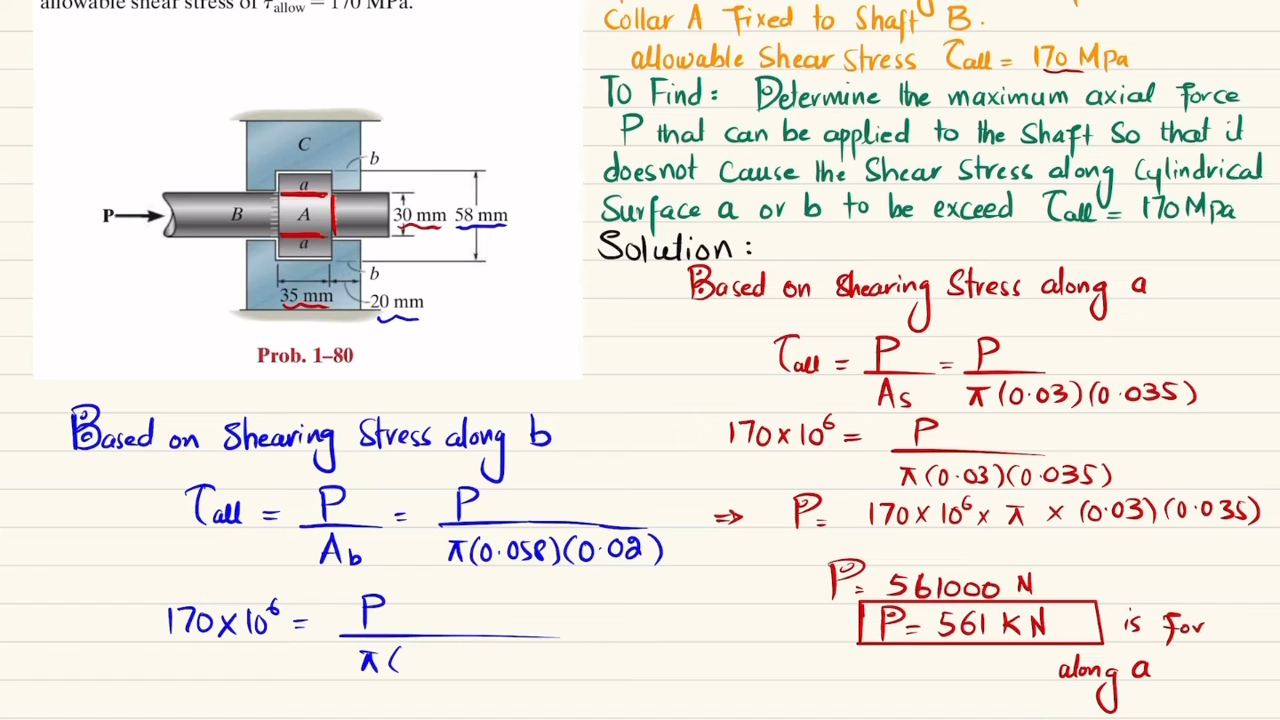 allowable shear stress of τallow = 170 MPa.
C
b
a
P
B
A
30 mm 58 mm
a
b
35 mm
20 mm
Prob. 1–80
Collar A Fixed to Shaft B.
allowable Shear Stress τall = 170 MPa
To Find: Determine the maximum axial force
P that can be applied to the Shaft So that it
doesnot Cause the Shear Stress along Cylindrical
Surface a or b to be exceed τall = 170 MPa
Solution:
Based on Shearing Stress along a
τall = P/As = P/π(0.03)(0.035)
170×10⁶ = P/π(0.03)(0.035)
⇒ P = 170×10⁶ × π × (0.03)(0.035)
P = 561000 N
P = 561 KN is for
along a
Based on Shearing Stress along b
τall = P/Ab = P/π(0.058)(0.02)
170×10⁶ = P/π(